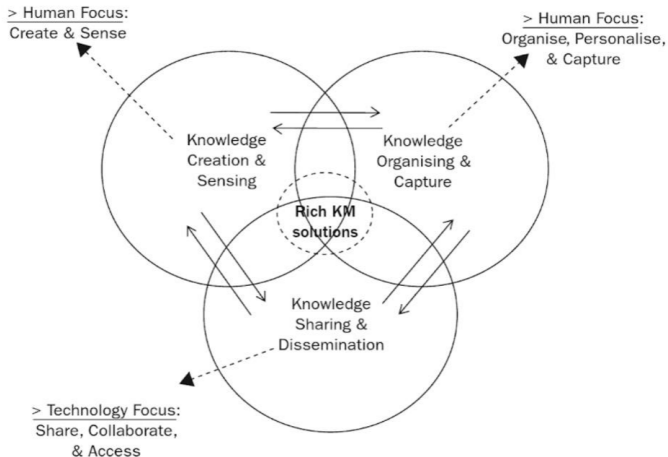 > Human Focus:
Create & Sense
> Human Focus:
Organise, Personalise,
& Capture
Knowledge
Creation &
Sensing
Knowledge
Organising &
Capture
Rich KM
solutions
Knowledge
Sharing &
Dissemination
> Technology Focus:
Share, Collaborate,
& Access